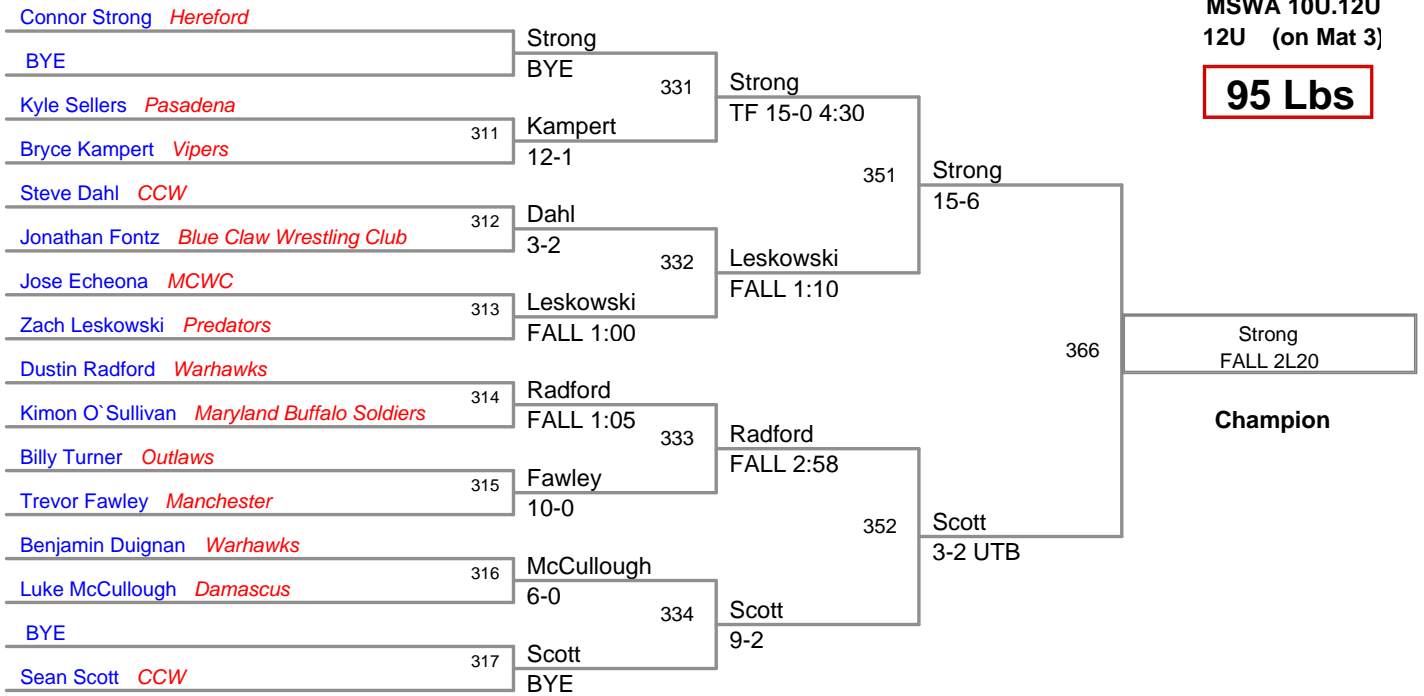 MSWA 10U.12U
12U (on Mat 3)
95 Lbs
Connor Strong Hereford
BYE
Kyle Sellers Pasadena
Bryce Kampert Vipers
Steve Dahl CCW
Jonathan Fontz Blue Claw Wrestling Club
Jose Echeona MCWC
Zach Leskowski Predators
Dustin Radford Warhawks
Kimon O`Sullivan Maryland Buffalo Soldiers
Billy Turner Outlaws
Trevor Fawley Manchester
Benjamin Duignan Warhawks
Luke McCullough Damascus
BYE
Sean Scott CCW
311
312
313
314
315
316
317
Strong
BYE
Kampert
12-1
Dahl
3-2
Leskowski
FALL 1:00
Radford
FALL 1:05
Fawley
10-0
McCullough
6-0
Scott
BYE
331
332
333
334
Strong
TF 15-0 4:30
Leskowski
FALL 1:10
Radford
FALL 2:58
Scott
9-2
351
352
Strong
15-6
Scott
3-2 UTB
366
Strong
FALL 2L20
Champion